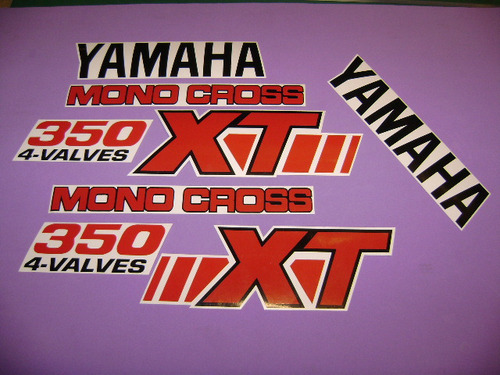 YAMAHA
YAMAHA
MONO CROSS
350
4-VALVES
XT
MONO CROSS
350
4-VALVES
XT